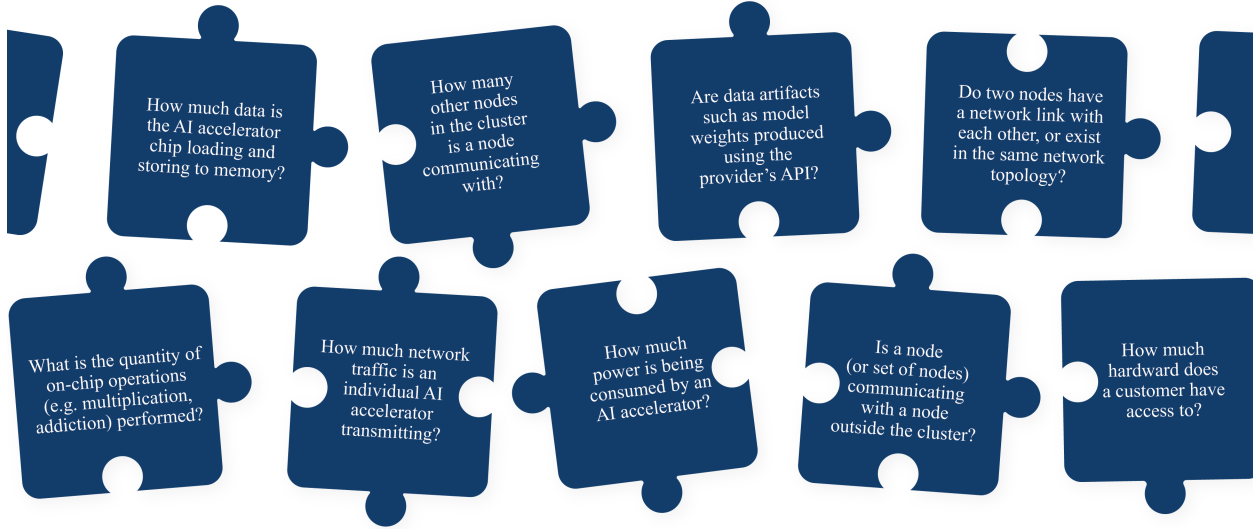 How much data is
the AI accelerator
chip loading and
storing to memory?
How many
other nodes
in the cluster
is a node
communicating
with?
Are data artifacts
such as model
weights produced
using the
provider’s API?
Do two nodes have
a network link with
each other, or exist
in the same network
topology?
What is the quantity of
on-chip operations
(e.g. multiplication,
addiction) performed?
How much network
traffic is an
individual AI
accelerator
transmitting?
How much
power is being
consumed by an
AI accelerator?
Is a node
(or set of nodes)
communicating
with a node
outside the cluster?
How much
hardward does
a customer have
access to?